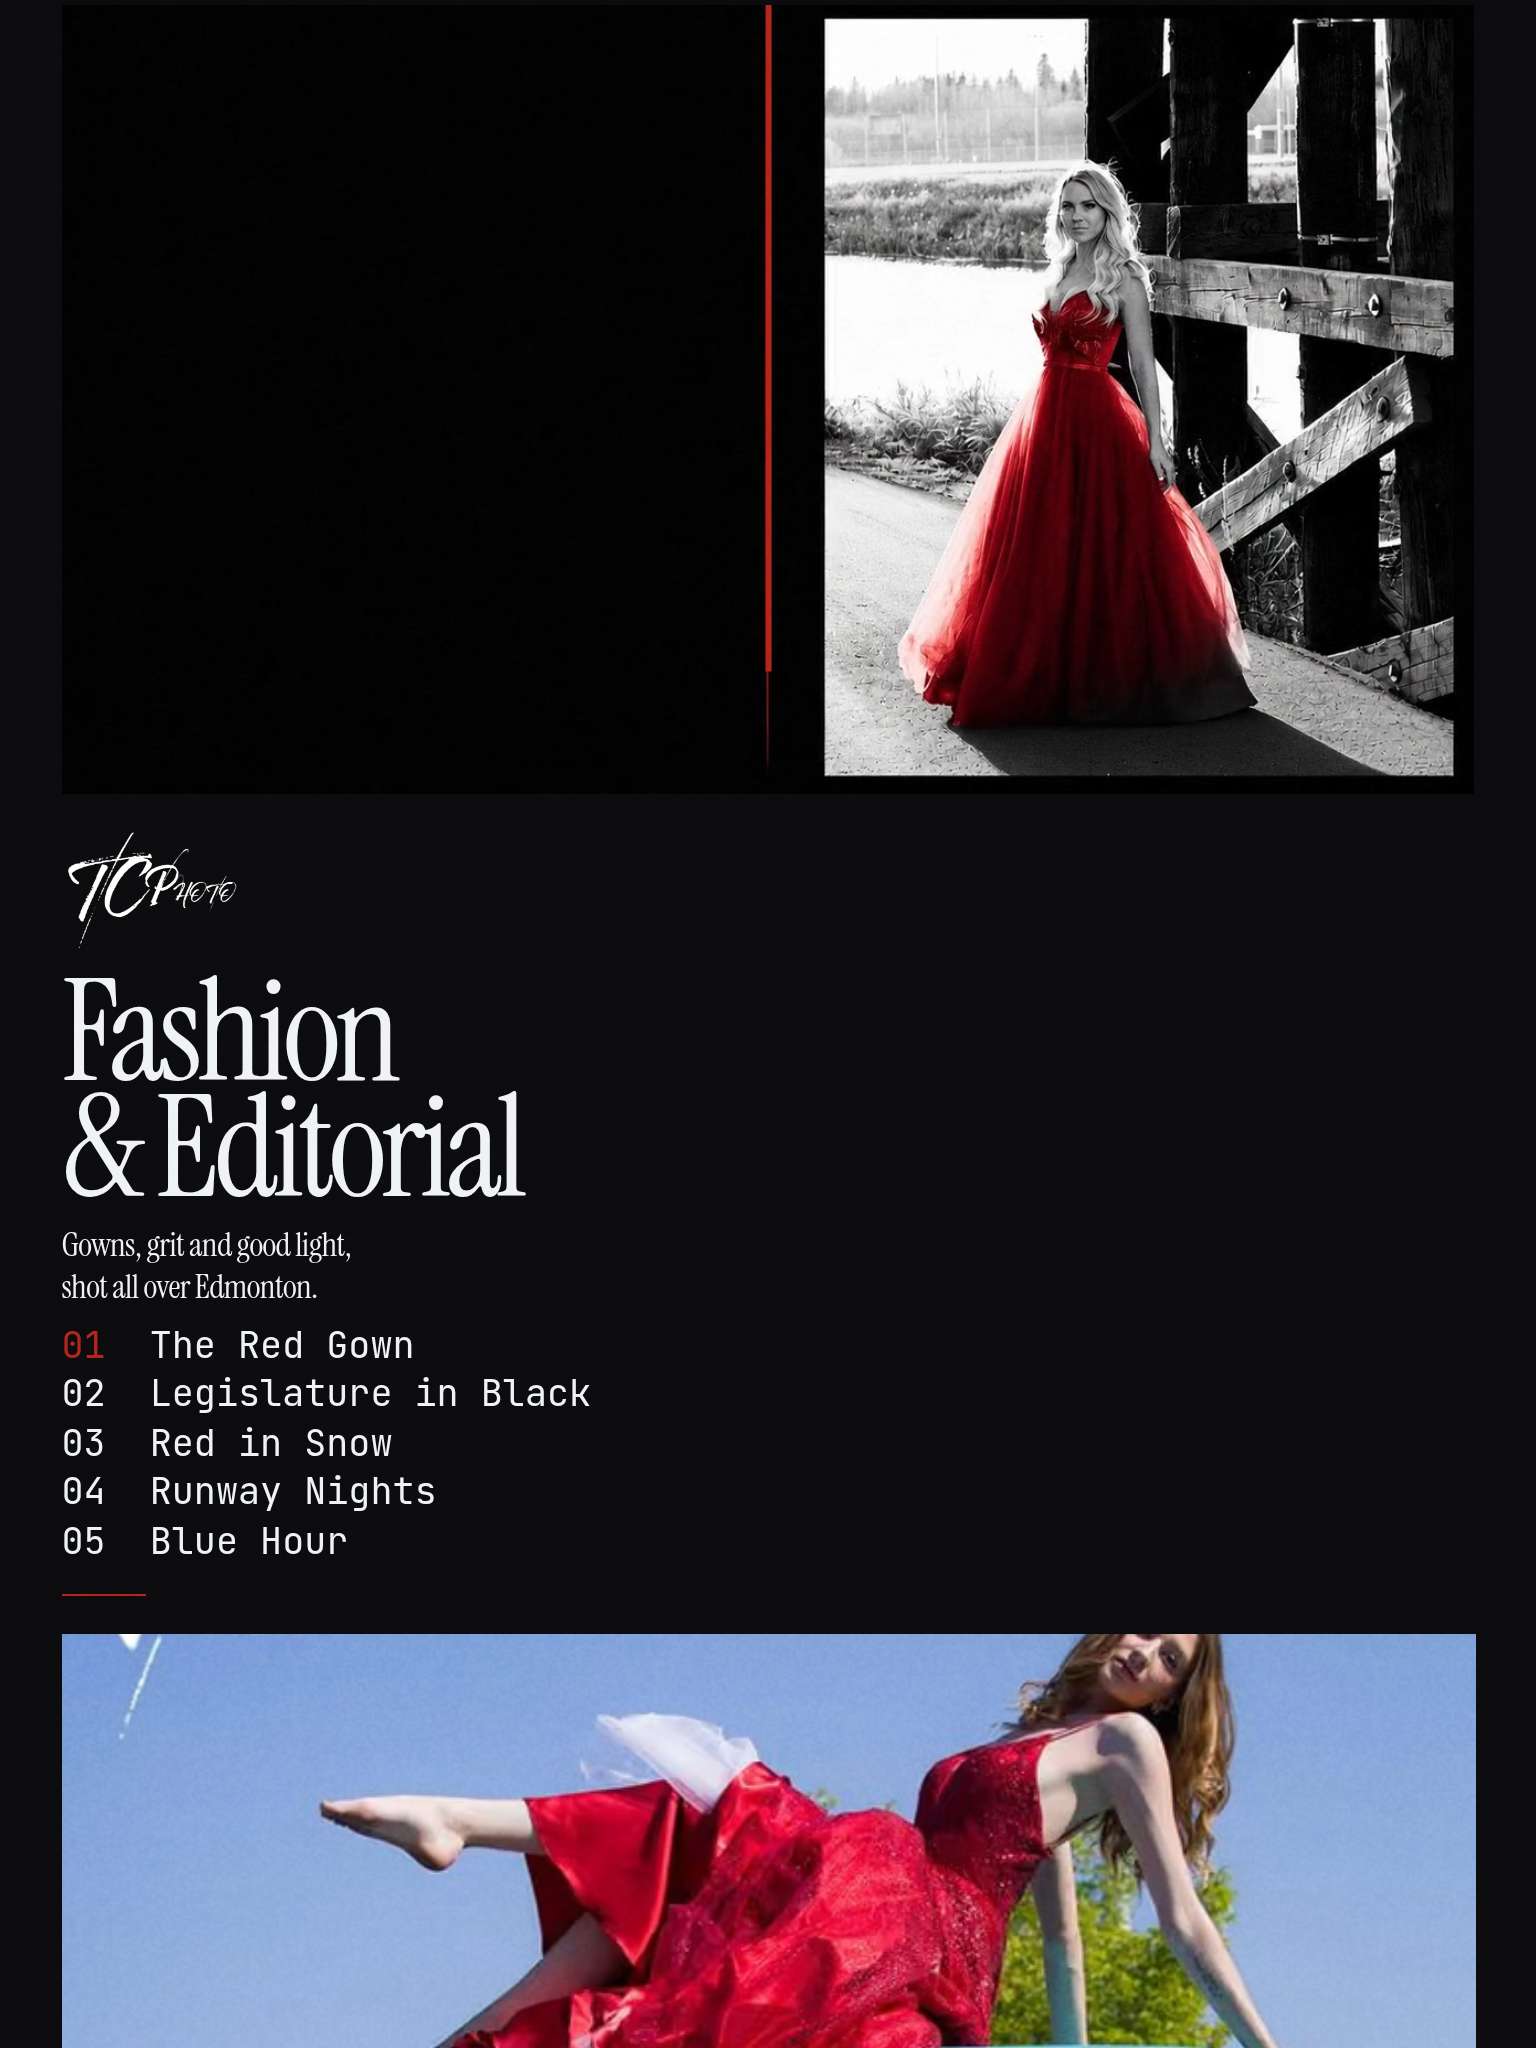 TCPHOTO
Fashion
& Editorial
Gowns, grit and good light,
shot all over Edmonton.
01 The Red Gown
02 Legislature in Black
03 Red in Snow
04 Runway Nights
05 Blue Hour